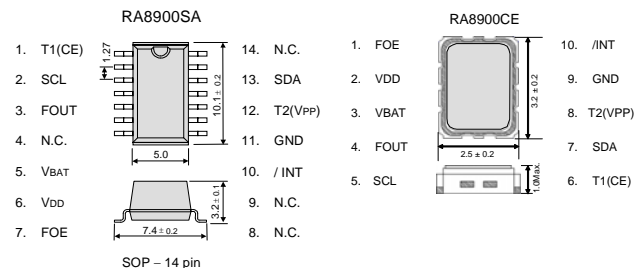 RA8900SA
1. T1(CE)
2. SCL
3. FOUT
4. N.C.
5. VBAT
6. VDD
7. FOE
1.27
10.1 ± 0.2
5.0
3.2 ± 0.1
7.4 ± 0.2
14. N.C.
13. SDA
12. T2(VPP)
11. GND
10. / INT
9. N.C.
8. N.C.
SOP – 14 pin
RA8900CE
1. FOE
2. VDD
3. VBAT
4. FOUT
5. SCL
3.2 ± 0.2
2.5 ± 0.2
1.0Max.
10. /INT
9. GND
8. T2(VPP)
7. SDA
6. T1(CE)